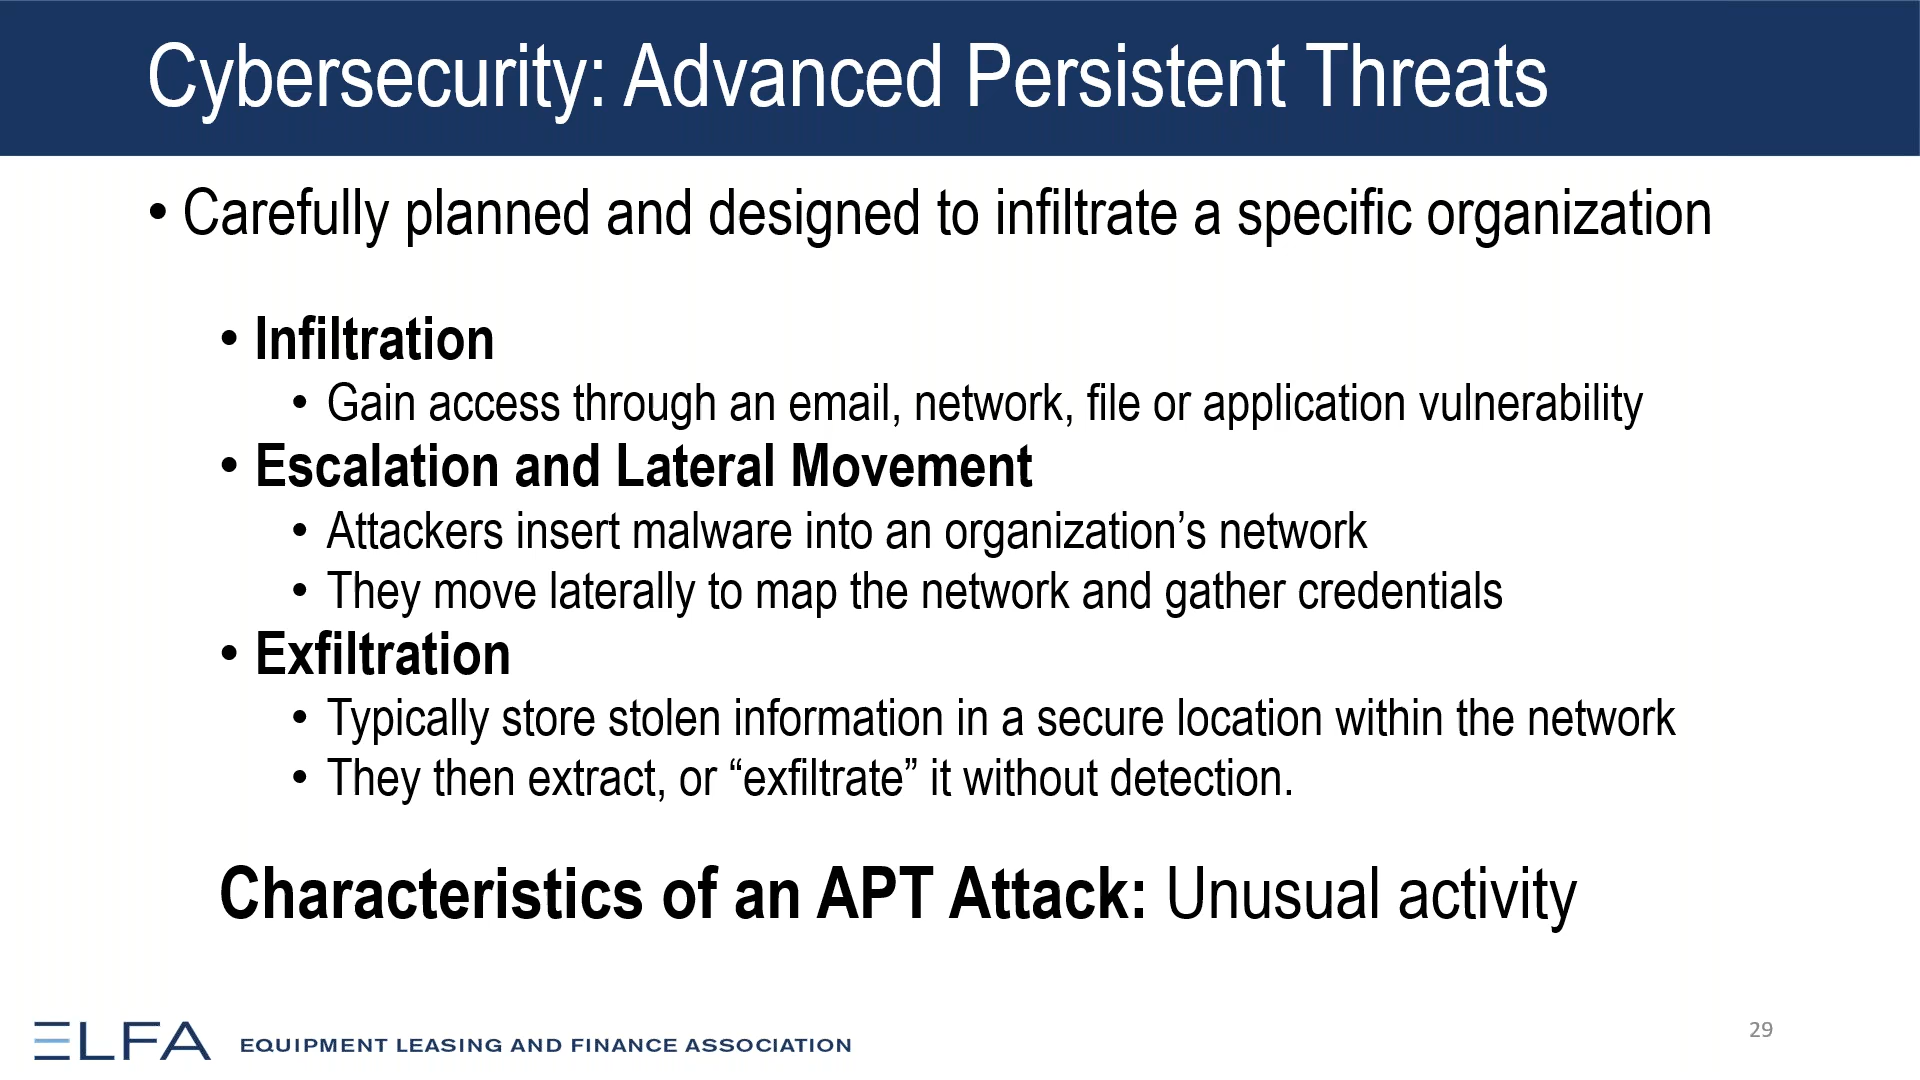 Cybersecurity: Advanced Persistent Threats
• Carefully planned and designed to infiltrate a specific organization
• Infiltration
• Gain access through an email, network, file or application vulnerability
• Escalation and Lateral Movement
• Attackers insert malware into an organization’s network
• They move laterally to map the network and gather credentials
• Exfiltration
• Typically store stolen information in a secure location within the network
• They then extract, or “exfiltrate” it without detection.
Characteristics of an APT Attack: Unusual activity
ELFA EQUIPMENT LEASING AND FINANCE ASSOCIATION
29